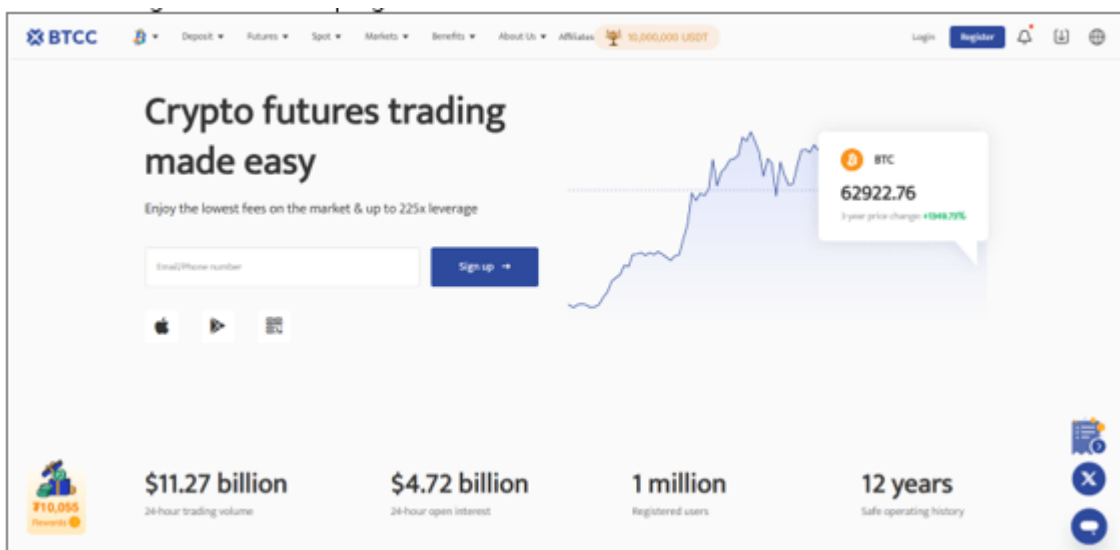 BTCC
Deposit
Futures
Spot
Markets
Benefits
About Us
Affiliates
10,000,000 USDT
Login
Register
Crypto futures trading
made easy
Enjoy the lowest fees on the market & up to 225x leverage
Email/Phone number
Sign up →
BTC
62922.76
price change:
$11.27 billion
$4.72 billion
1 million
12 years
24-hour trading volume
24-hour open interest
Registered users
Safe operating history
10,055
Rewards